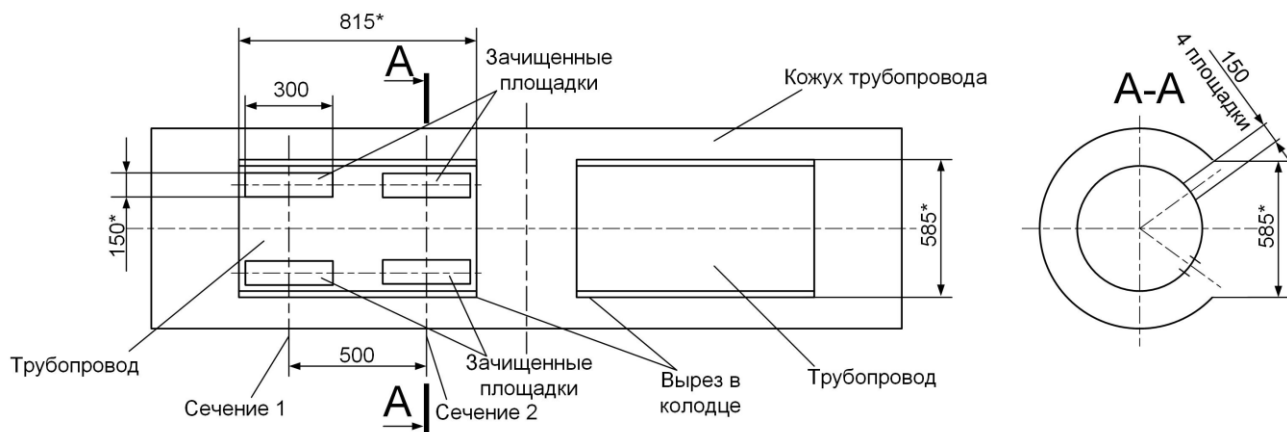 815*
Зачищенные
площадки
А
300
Кожух трубопровода
А-А
150
4 площадки
150*
585*
585*
Трубопровод
500
Зачищенные
площадки
Вырез в
колодце
Трубопровод
Сечение 1
А
Сечение 2